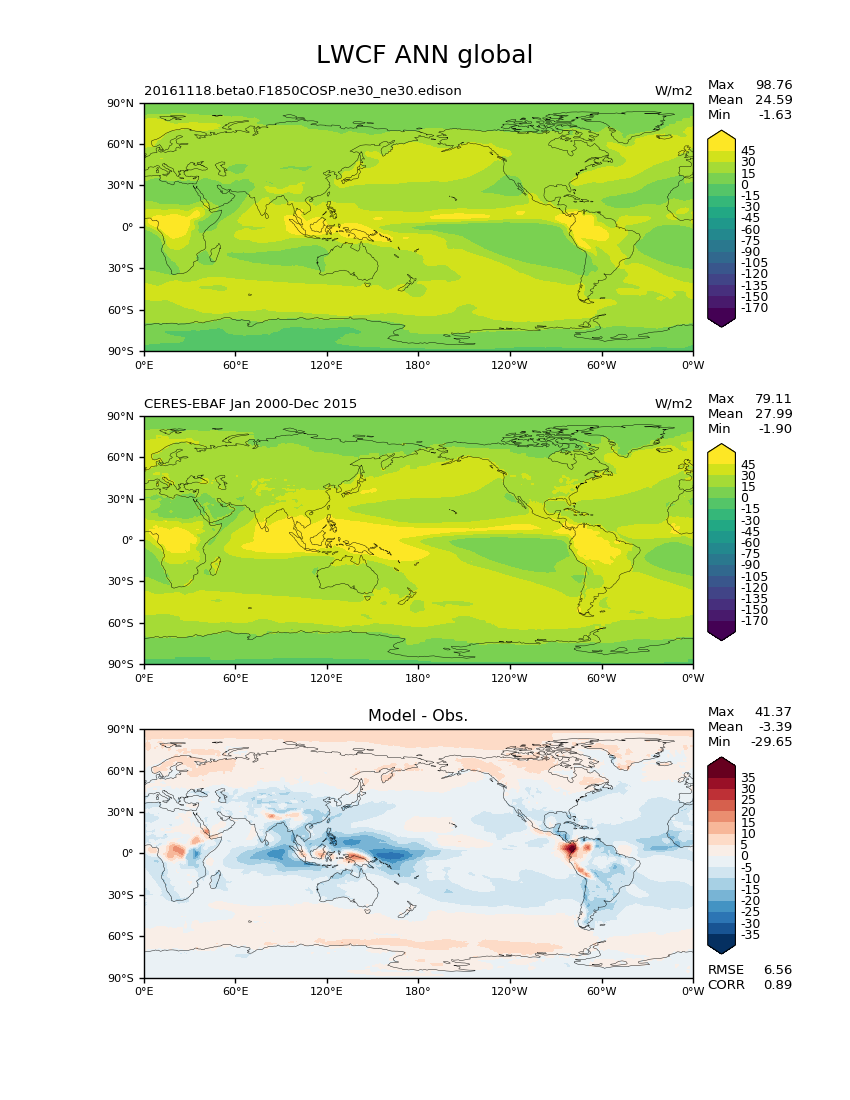 LWCF ANN global
20161118.beta0.F1850COSP.ne30_ne30.edison W/m2
Max 98.76
Mean 24.59
Min -1.63
90°N
60°N
30°N
0°
30°S
60°S
90°S
0°E 60°E 120°E 180° 120°W 60°W 0°W
45
30
15
0
-15
-30
-45
-60
-75
-90
-105
-120
-135
-150
-170
CERES-EBAF Jan 2000-Dec 2015 W/m2
Max 79.11
Mean 27.99
Min -1.90
90°N
60°N
30°N
0°
30°S
60°S
90°S
0°E 60°E 120°E 180° 120°W 60°W 0°W
45
30
15
0
-15
-30
-45
-60
-75
-90
-105
-120
-135
-150
-170
Model - Obs.
Max 41.37
Mean -3.39
Min -29.65
90°N
60°N
30°N
0°
30°S
60°S
90°S
0°E 60°E 120°E 180° 120°W 60°W 0°W
35
30
25
20
15
10
5
0
-5
-10
-15
-20
-25
-30
-35
RMSE 6.56
CORR 0.89